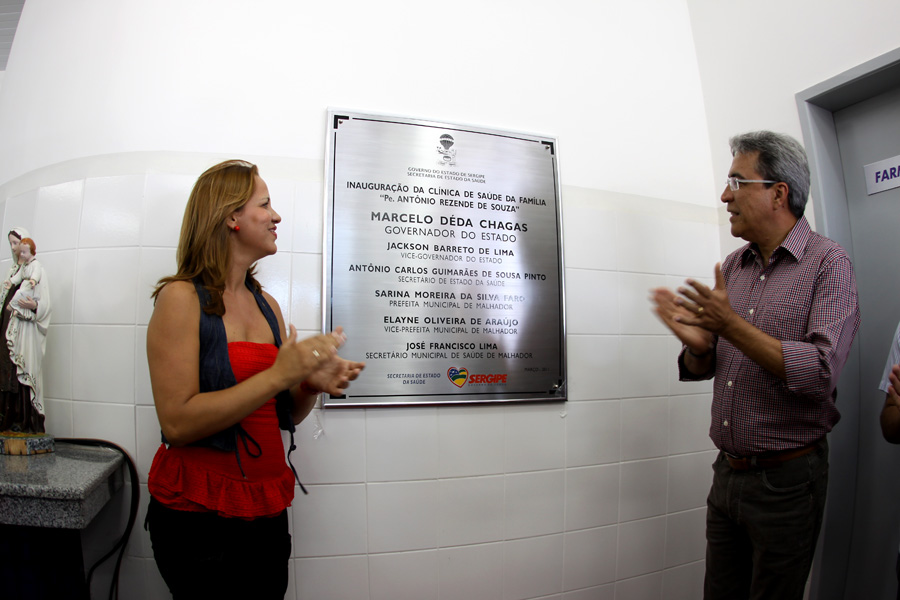 GOVERNO DO ESTADO DE SERGIPE
SECRETARIA DE ESTADO DA SAÚDE
INAUGURAÇÃO DA CLÍNICA DE SAÚDE DA FAMÍLIA
"Pe. ANTÔNIO REZENDE DE SOUZA"
MARCELO DÉDA CHAGAS
GOVERNADOR DO ESTADO
JACKSON BARRETO DE LIMA
VICE-GOVERNADOR DO ESTADO
ANTÔNIO CARLOS GUIMARÃES DE SOUSA PINTO
SECRETÁRIO DE ESTADO DA SAÚDE
SARINA MOREIRA DA SILVA FARO
PREFEITA MUNICIPAL DE MALHADOR
ELAYNE OLIVEIRA DE ARAÚJO
VICE-PREFEITA MUNICIPAL DE MALHADOR
JOSÉ FRANCISCO LIMA
SECRETÁRIO MUNICIPAL DE SAÚDE DE MALHADOR
SECRETARIA DE ESTADO
DA SAÚDE
SERGIPE
FARM